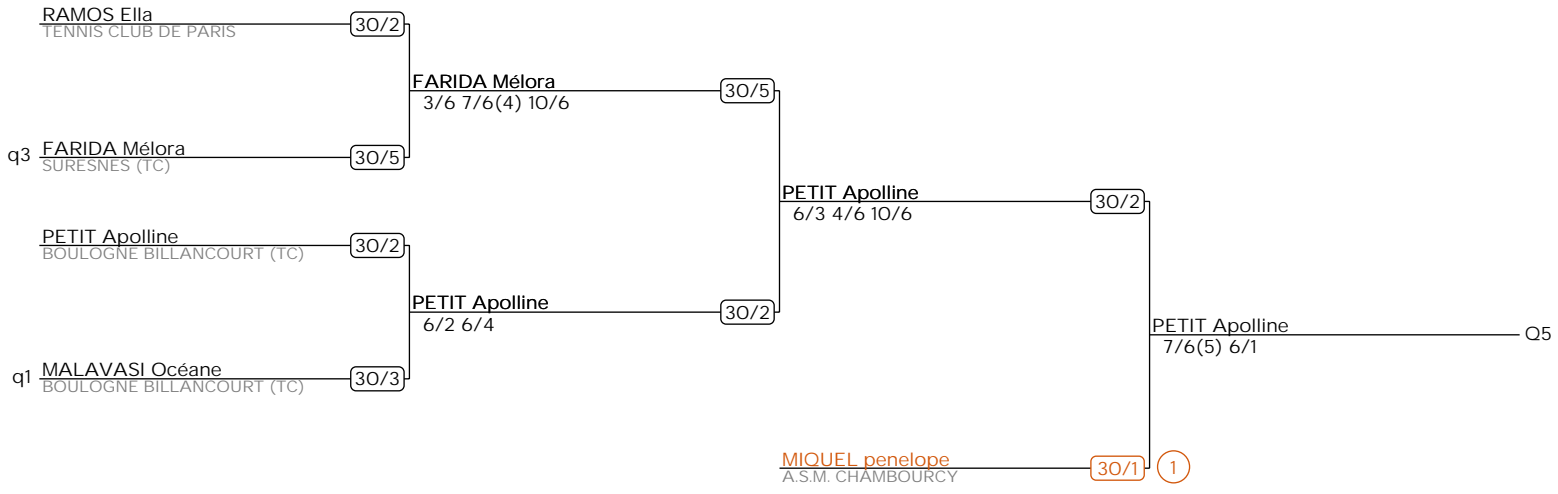 RAMOS Ella
TENNIS CLUB DE PARIS
30/2
FARIDA Mélora
3/6 7/6(4) 10/6
30/5
q3 FARIDA Mélora
SURESNES (TC)
30/5
PETIT Apolline
6/3 4/6 10/6
30/2
PETIT Apolline
BOULOGNE BILLANCOURT (TC)
30/2
PETIT Apolline
6/2 6/4
30/2
PETIT Apolline
7/6(5) 6/1
Q5
q1 MALAVASI Océane
BOULOGNE BILLANCOURT (TC)
30/3
MIQUEL penelope
A.S.M. CHAMBOURCY
30/1
1